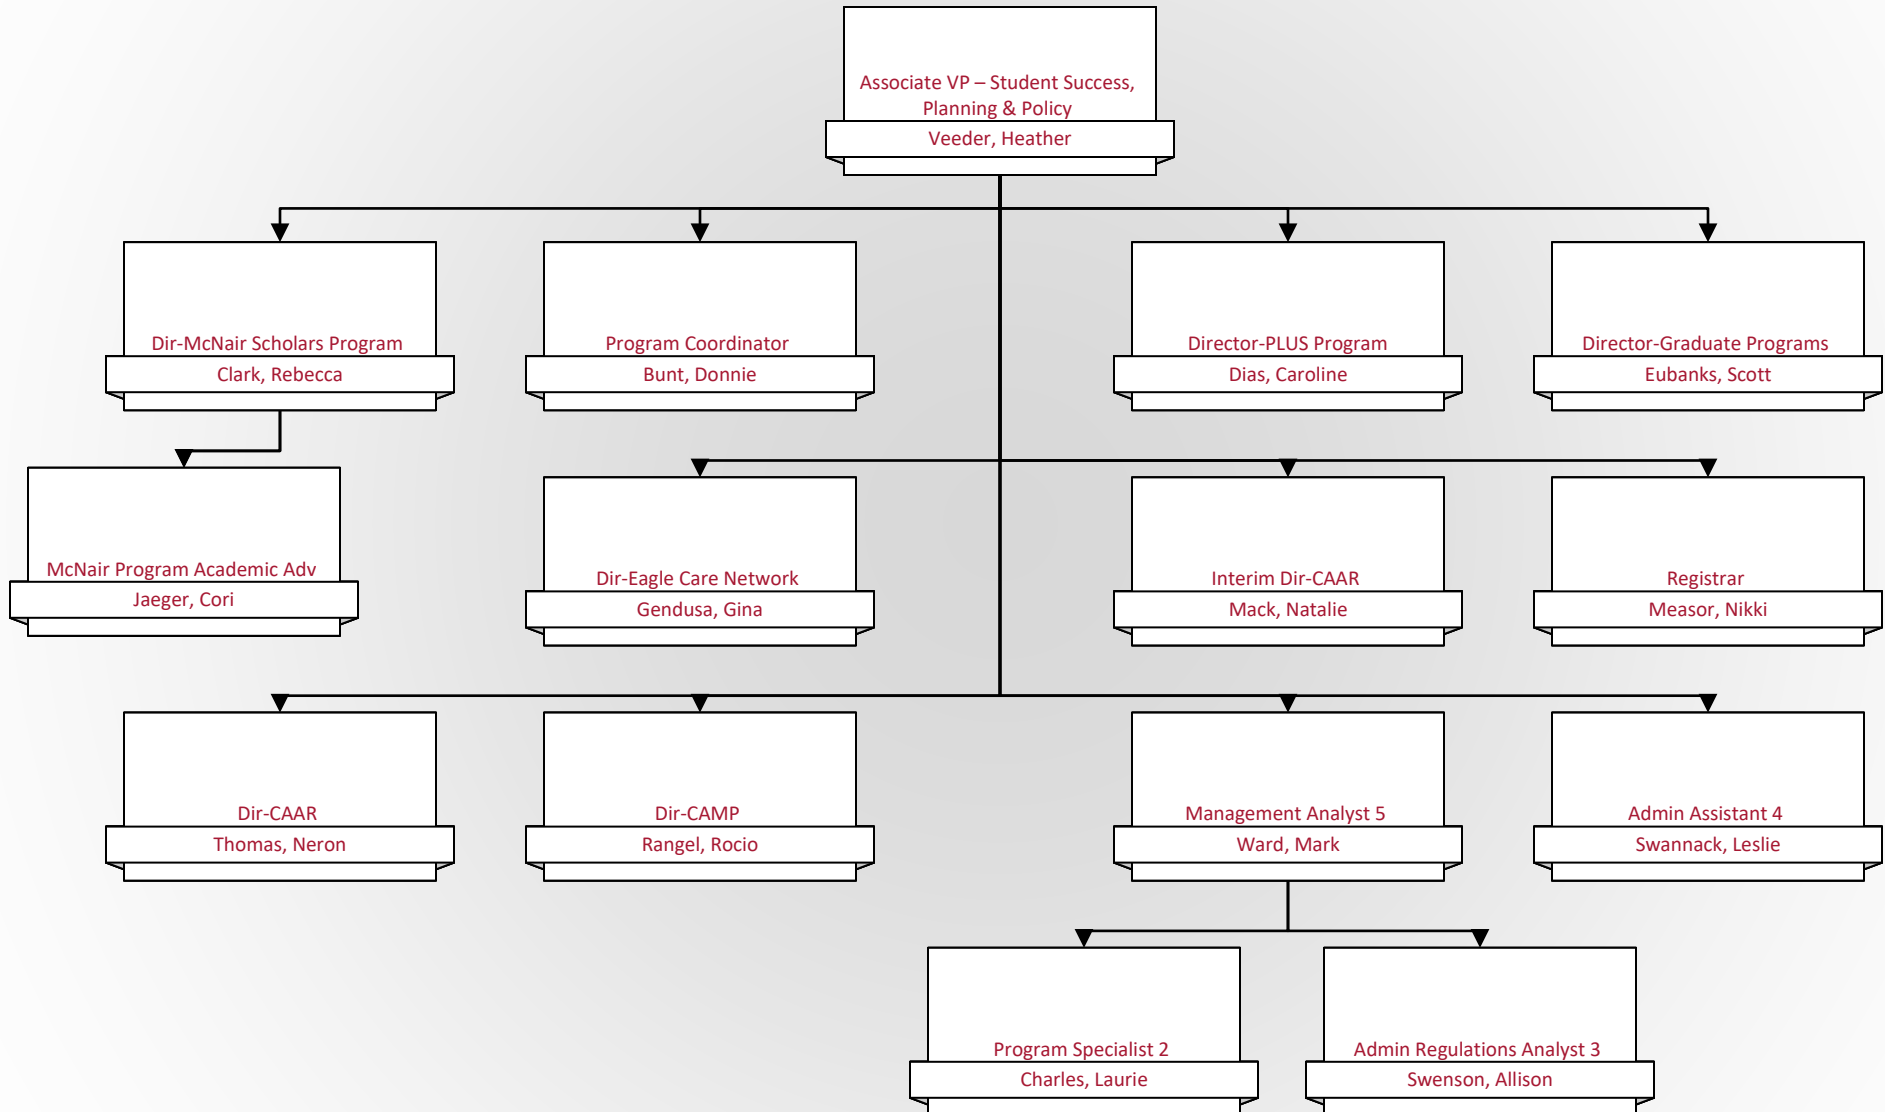 Associate VP – Student Success,
Planning & Policy
Veeder, Heather
Dir-McNair Scholars Program
Clark, Rebecca
Program Coordinator
Bunt, Donnie
Director-PLUS Program
Dias, Caroline
Director-Graduate Programs
Eubanks, Scott
McNair Program Academic Adv
Jaeger, Cori
Dir-Eagle Care Network
Gendusa, Gina
Interim Dir-CAAR
Mack, Natalie
Registrar
Measor, Nikki
Dir-CAAR
Thomas, Neron
Dir-CAMP
Rangel, Rocio
Management Analyst 5
Ward, Mark
Admin Assistant 4
Swannack, Leslie
Program Specialist 2
Charles, Laurie
Admin Regulations Analyst 3
Swenson, Allison